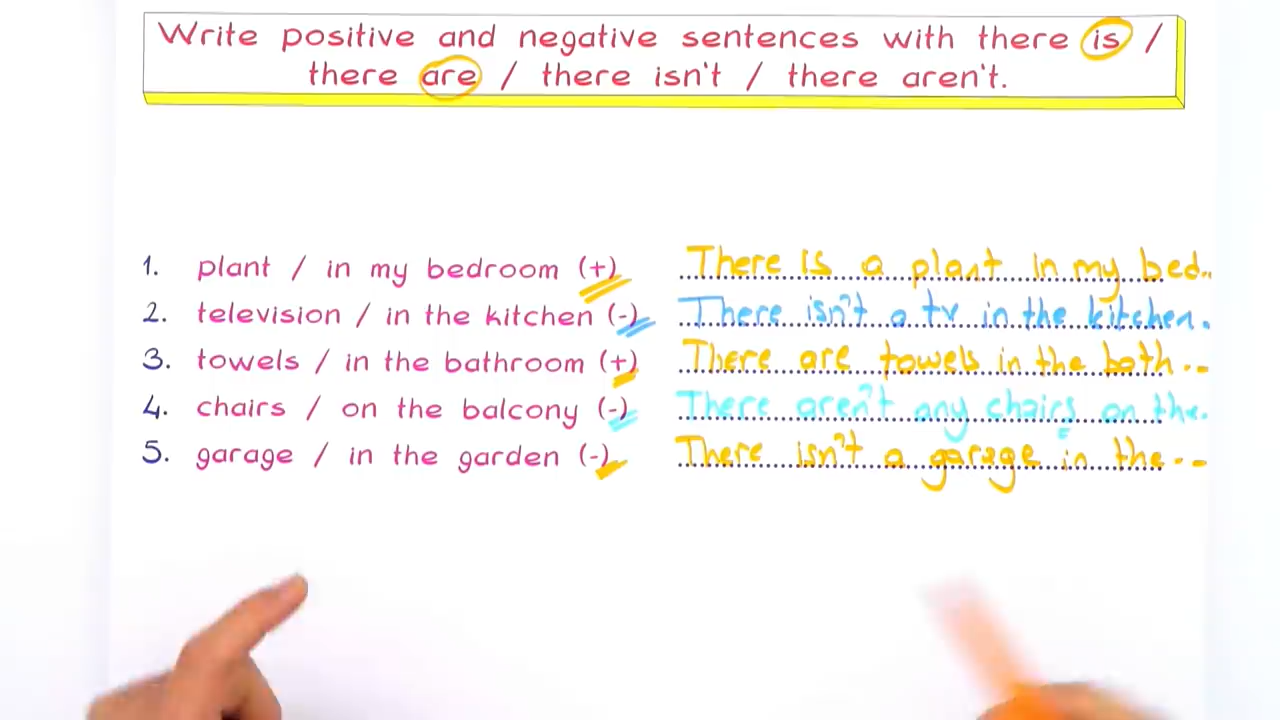 Write positive and negative sentences with there is /
there are / there isn't / there aren't.
1. plant / in my bedroom (+) There is a plant in my bed..
2. television / in the kitchen (-) There isn't a tv in the kitchen.
3. towels / in the bathroom (+) There are towels in the bath...
4. chairs / on the balcony (-) There aren't any chairs on the.
5. garage / in the garden (-) There isn't a garage in the...